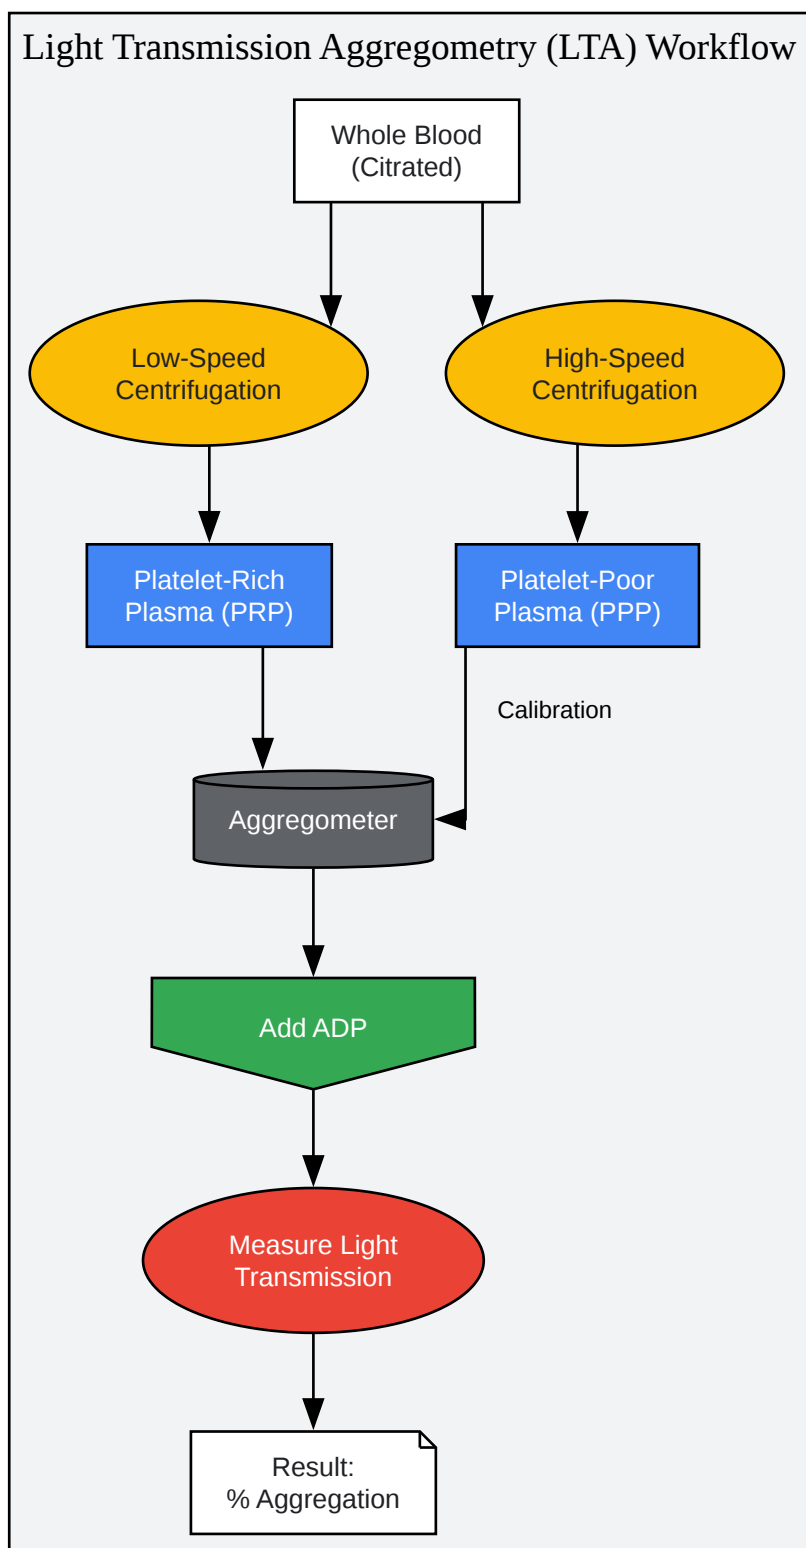 Light Transmission Aggregometry (LTA) Workflow
Whole Blood
(Citrated)
Low-Speed
Centrifugation
High-Speed
Centrifugation
Platelet-Rich
Plasma (PRP)
Platelet-Poor
Plasma (PPP)
Calibration
Aggregometer
Add ADP
Measure Light
Transmission
Result:
% Aggregation